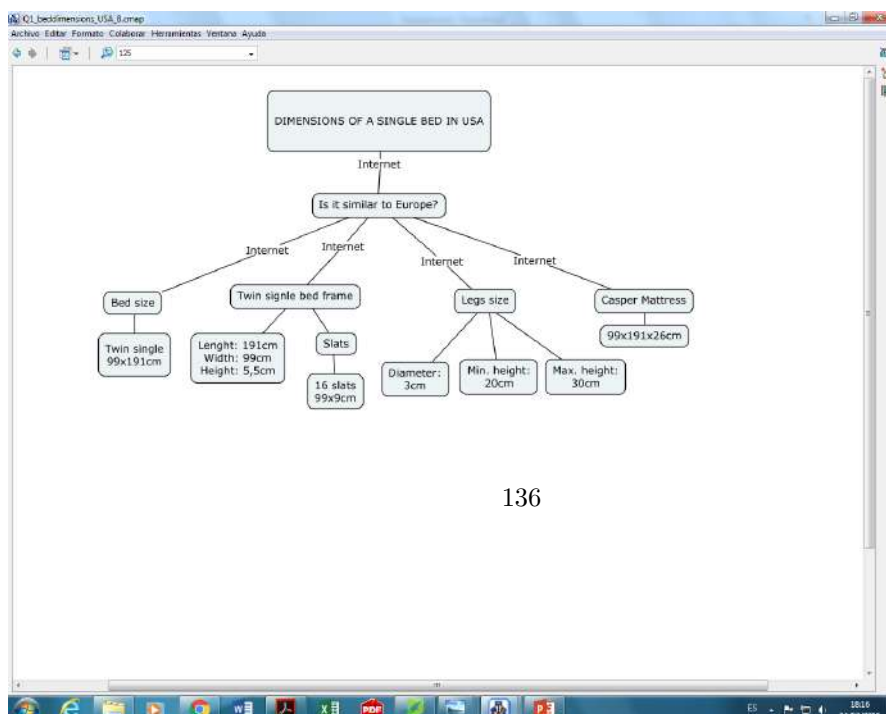 Q1_beddimensions_USA_B.cmap
Archivo Editar Formato Colaborar Herramientas Ventana Ayuda
125
DIMENSIONS OF A SINGLE BED IN USA
Internet
Is it similar to Europe?
Internet
Internet
Internet
Internet
Bed size
Twin signle bed frame
Legs size
Casper Mattress
Twin single
99x191cm
Lenght: 191cm
Width: 99cm
Height: 5,5cm
Slats
16 slats
99x9cm
Diameter:
3cm
Min. height:
20cm
Max. height:
30cm
99x191x26cm
136
ES
18:16